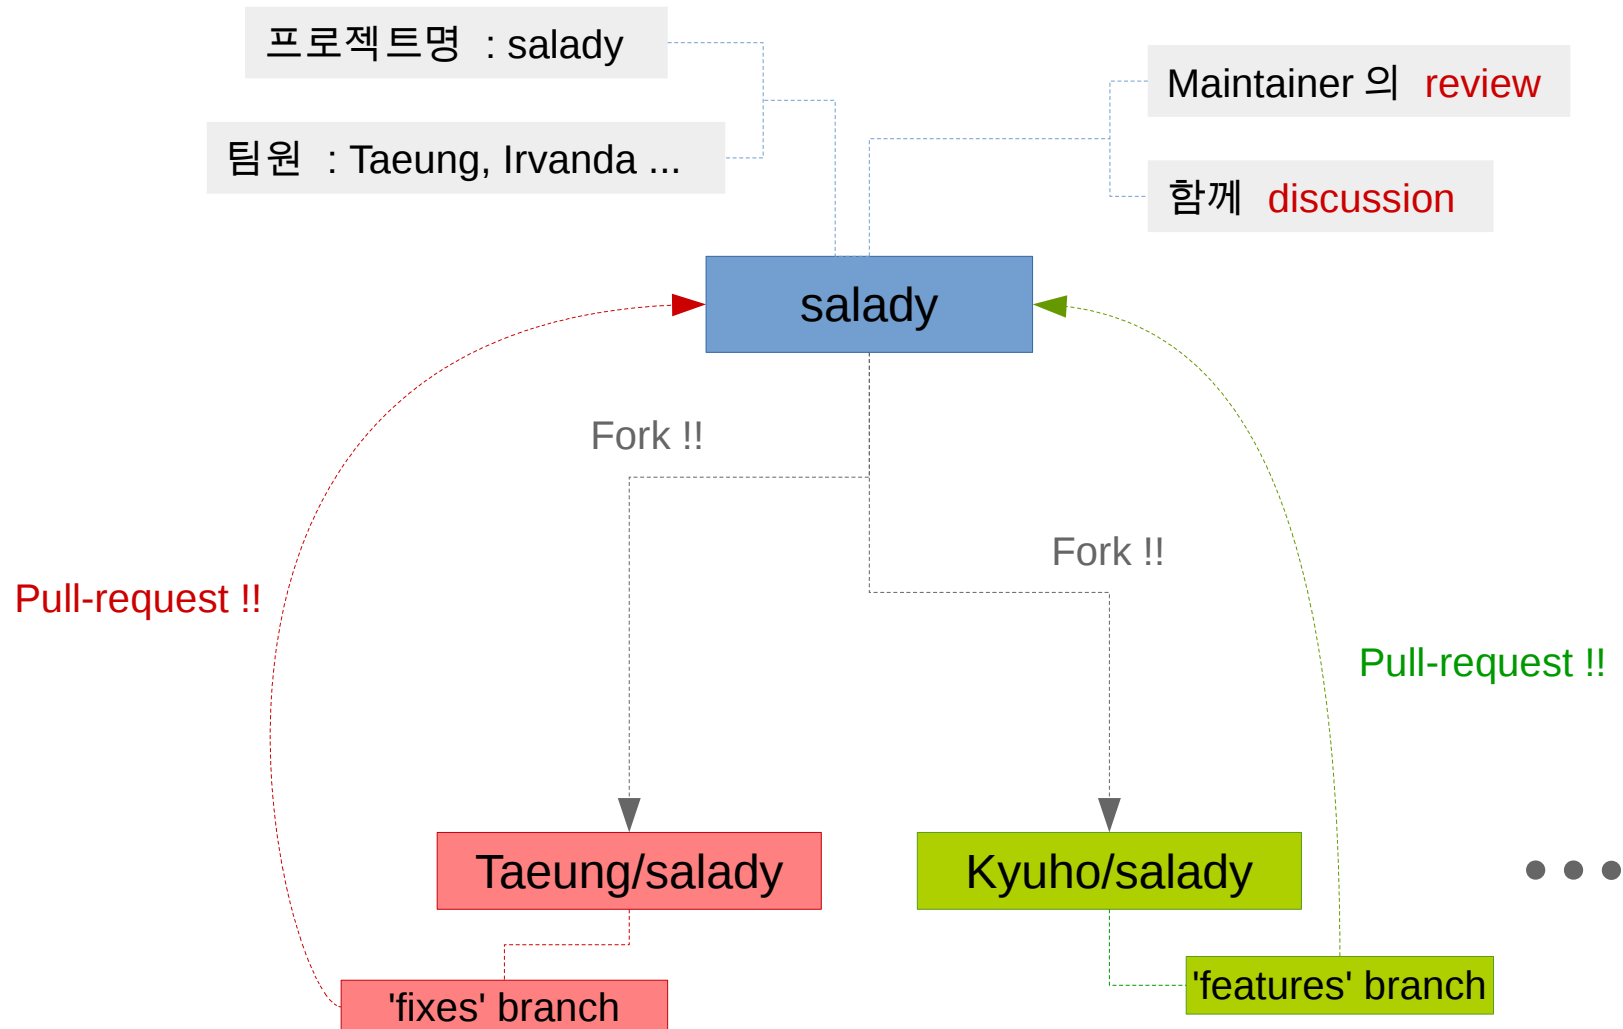 프로젝트명 : salady
팀원 : Taeung, Irvanda ...
Maintainer 의 review
함께 discussion
salady
Fork !!
Fork !!
Pull-request !!
Pull-request !!
Taeung/salady
Kyuho/salady
'fixes' branch
'features' branch